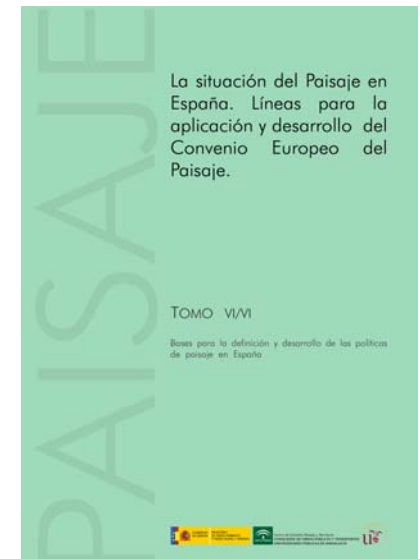 PAISAJE
La situación del Paisaje en
España. Líneas para la
aplicación y desarrollo del
Convenio Europeo del
Paisaje.
TOMO VI/VI
Bases para la definición y desarrollo de las políticas
de paisaje en España